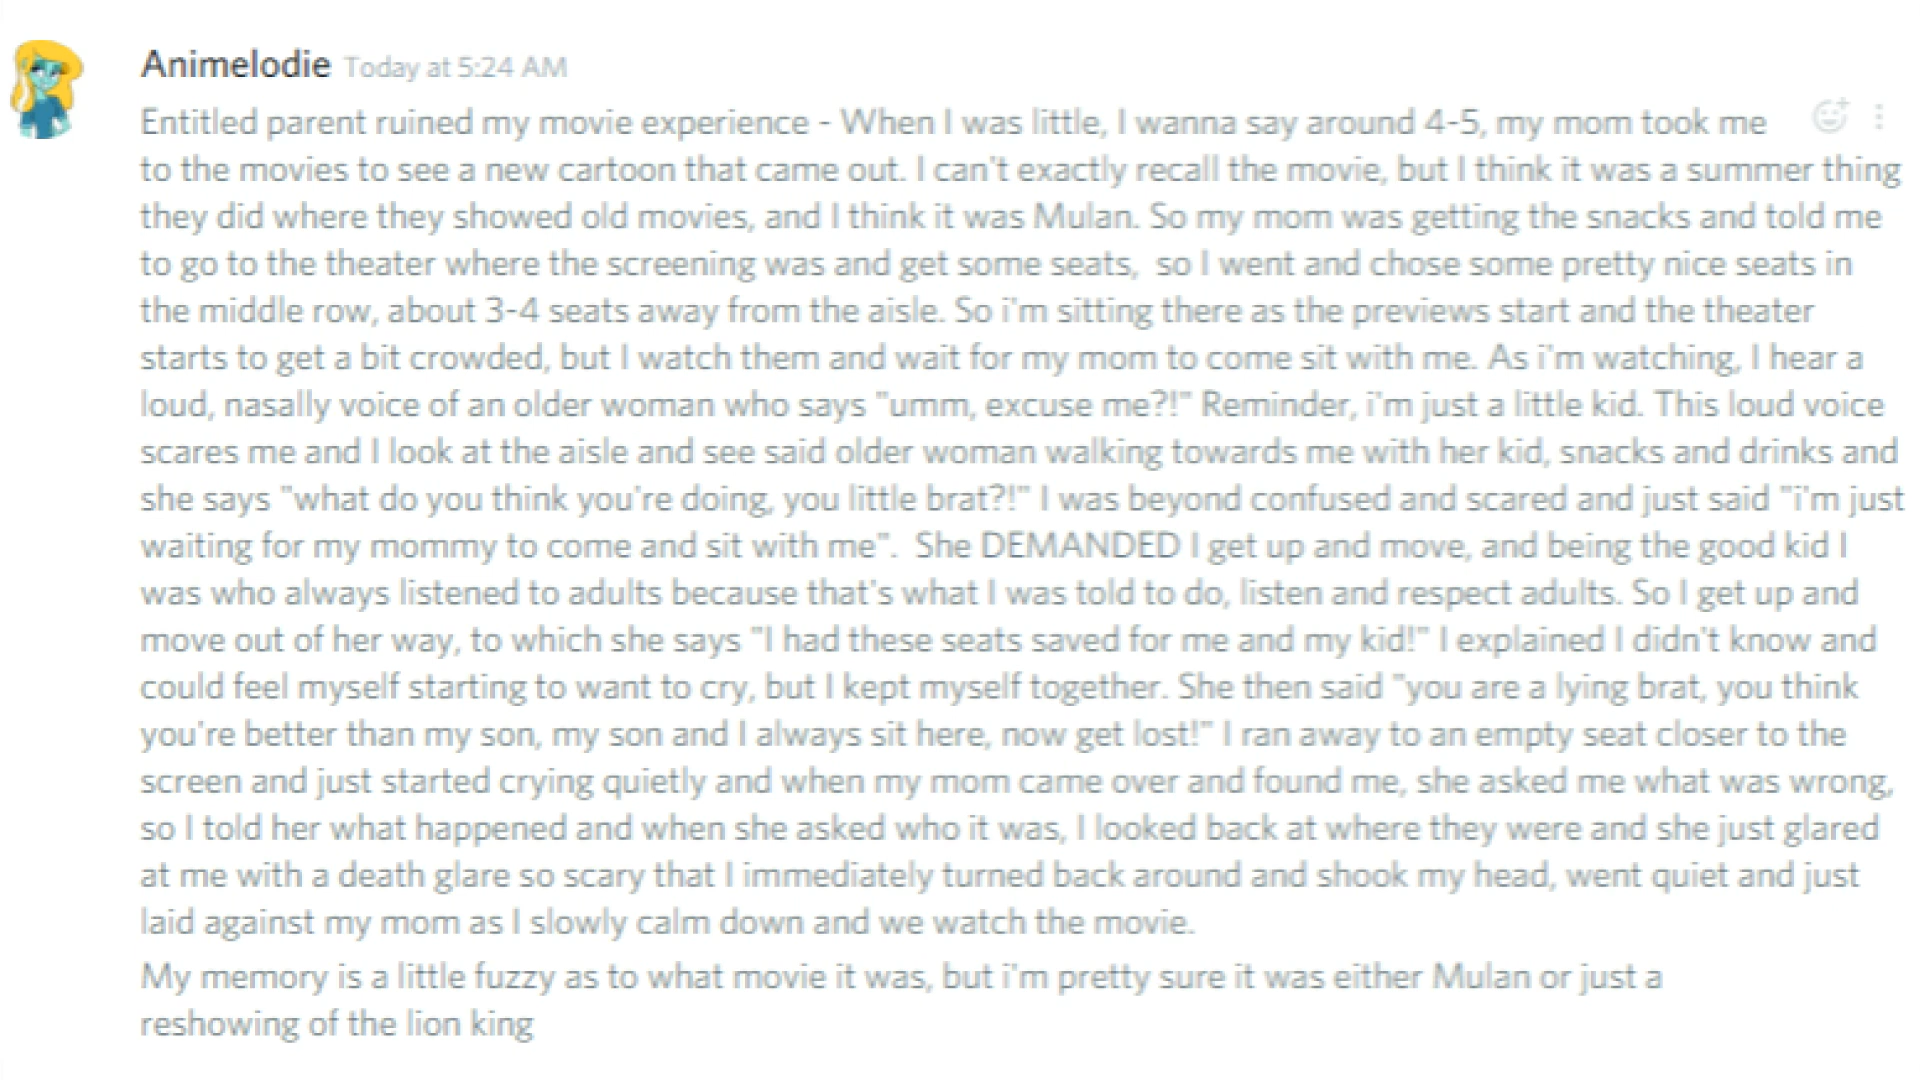 Animelodie Today at 5:24 AM
Entitled parent ruined my movie experience - When I was little, I wanna say around 4-5, my mom took me
to the movies to see a new cartoon that came out. I can't exactly recall the movie, but I think it was a summer thing
they did where they showed old movies, and I think it was Mulan. So my mom was getting the snacks and told me
to go to the theater where the screening was and get some seats,  so I went and chose some pretty nice seats in
the middle row, about 3-4 seats away from the aisle. So i'm sitting there as the previews start and the theater
starts to get a bit crowded, but I watch them and wait for my mom to come sit with me. As i'm watching, I hear a
loud, nasally voice of an older woman who says "umm, excuse me?!" Reminder, i'm just a little kid. This loud voice
scares me and I look at the aisle and see said older woman walking towards me with her kid, snacks and drinks and
she says "what do you think you're doing, you little brat?!" I was beyond confused and scared and just said "i'm just
waiting for my mommy to come and sit with me".  She DEMANDED I get up and move, and being the good kid I
was who always listened to adults because that's what I was told to do, listen and respect adults. So I get up and
move out of her way, to which she says "I had these seats saved for me and my kid!" I explained I didn't know and
could feel myself starting to want to cry, but I kept myself together. She then said "you are a lying brat, you think
you're better than my son, my son and I always sit here, now get lost!" I ran away to an empty seat closer to the
screen and just started crying quietly and when my mom came over and found me, she asked me what was wrong,
so I told her what happened and when she asked who it was, I looked back at where they were and she just glared
at me with a death glare so scary that I immediately turned back around and shook my head, went quiet and just
laid against my mom as I slowly calm down and we watch the movie.
My memory is a little fuzzy as to what movie it was, but i'm pretty sure it was either Mulan or just a
reshowing of the lion king